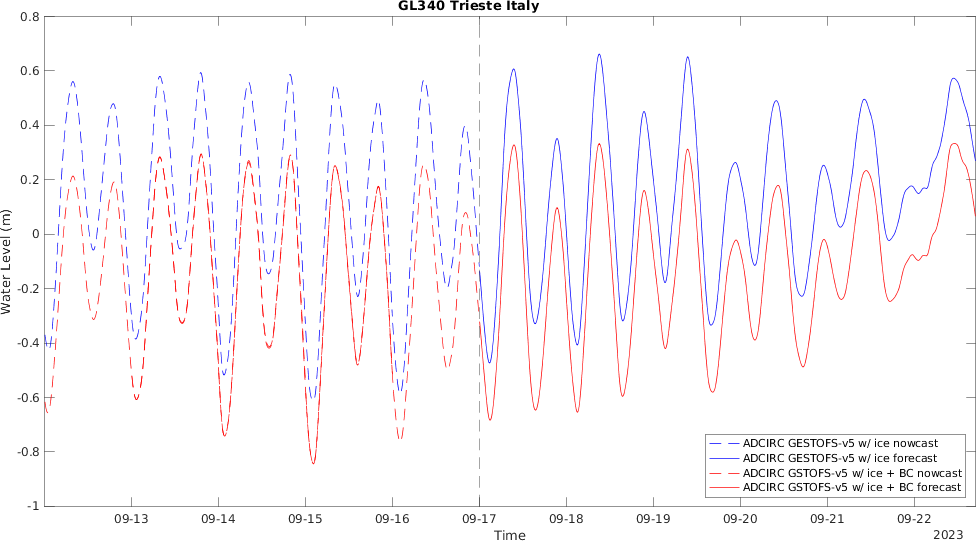 GL340 Trieste Italy
0.8
0.6
0.4
0.2
0
-0.2
-0.4
-0.6
-0.8
-1
Water Level (m)
ADCIRC GESTOFS-v5 w/ ice nowcast
ADCIRC GESTOFS-v5 w/ ice forecast
ADCIRC GSTOFS-v5 w/ ice + BC nowcast
ADCIRC GSTOFS-v5 w/ ice + BC forecast
09-13 09-14 09-15 09-16 09-17 09-18 09-19 09-20 09-21 09-22
Time
2023